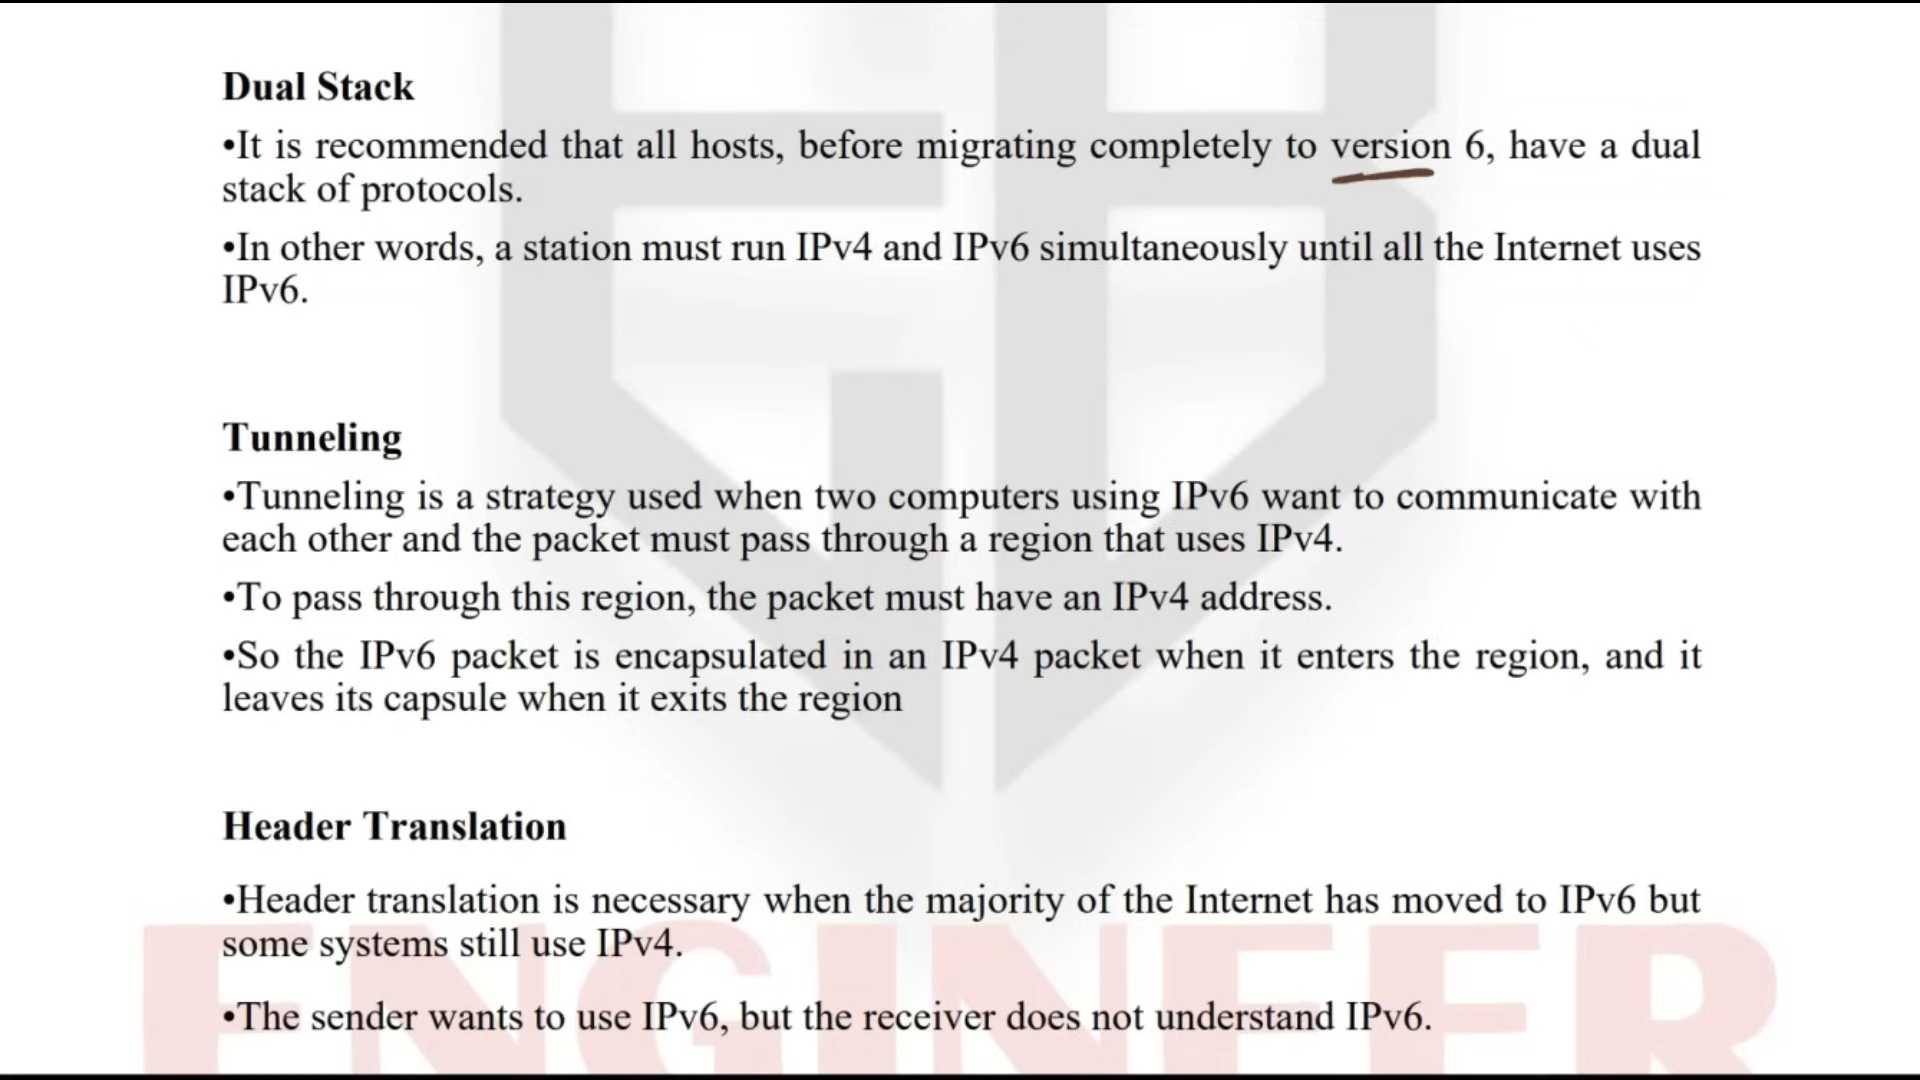 Dual Stack
•It is recommended that all hosts, before migrating completely to version 6, have a dual
stack of protocols.
•In other words, a station must run IPv4 and IPv6 simultaneously until all the Internet uses
IPv6.
Tunneling
•Tunneling is a strategy used when two computers using IPv6 want to communicate with
each other and the packet must pass through a region that uses IPv4.
•To pass through this region, the packet must have an IPv4 address.
•So the IPv6 packet is encapsulated in an IPv4 packet when it enters the region, and it
leaves its capsule when it exits the region
Header Translation
•Header translation is necessary when the majority of the Internet has moved to IPv6 but
some systems still use IPv4.
•The sender wants to use IPv6, but the receiver does not understand IPv6.
ENGINEER